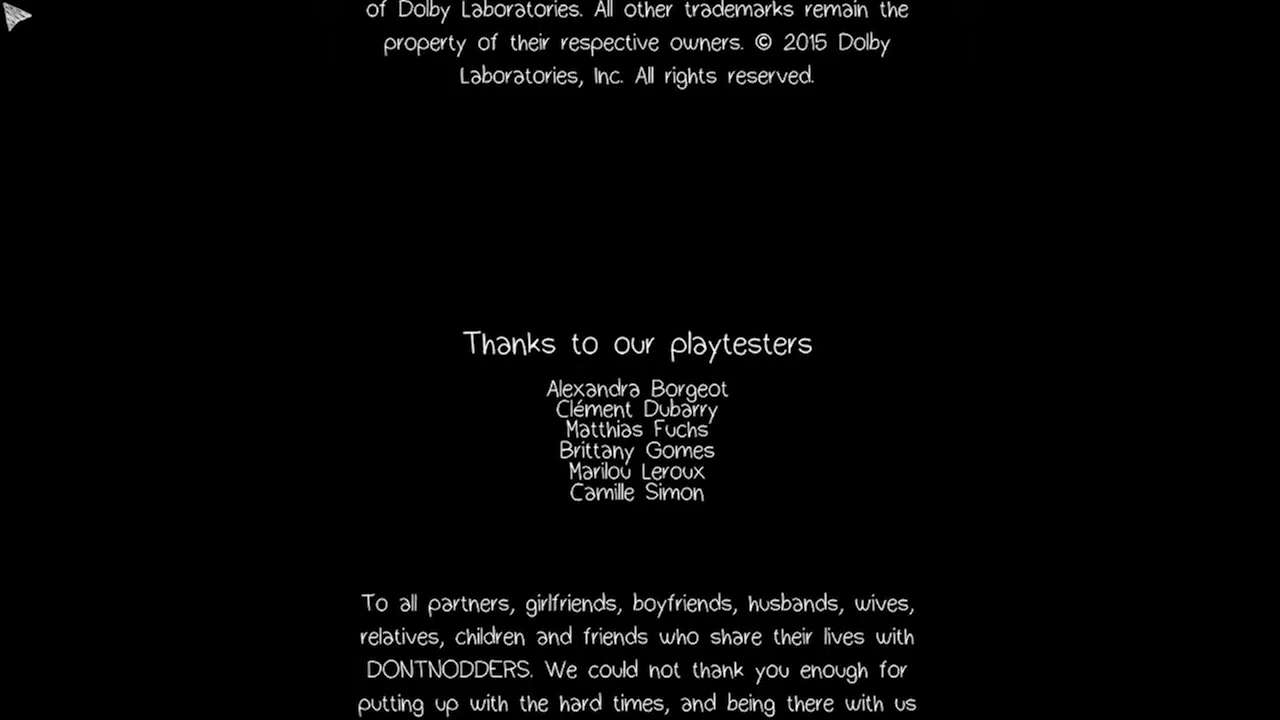 of Dolby Laboratories. All other trademarks remain the
property of their respective owners. © 2015 Dolby
Laboratories, Inc. All rights reserved.
Thanks to our playtesters
Alexandra Borgeot
Clément Dubarry
Matthias Fuchs
Brittany Gomes
Marilou Leroux
Camille Simon
To all partners, girlfriends, boyfriends, husbands, wives,
relatives, children and friends who share their lives with
DONTNODDERS. We could not thank you enough for
putting up with the hard times, and being there with us